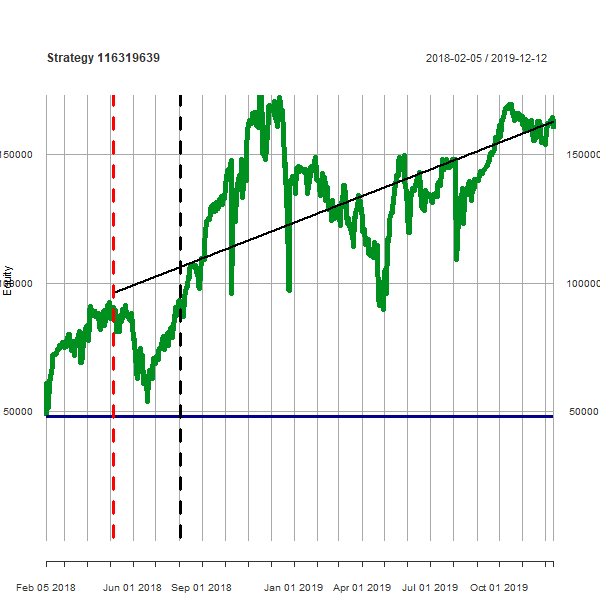 Strategy 116319639
2018-02-05 / 2019-12-12
150000
150000
Equity
100000
100000
50000
50000
Feb 05 2018
Jun 01 2018
Sep 01 2018
Jan 01 2019
Apr 01 2019
Jul 01 2019
Oct 01 2019